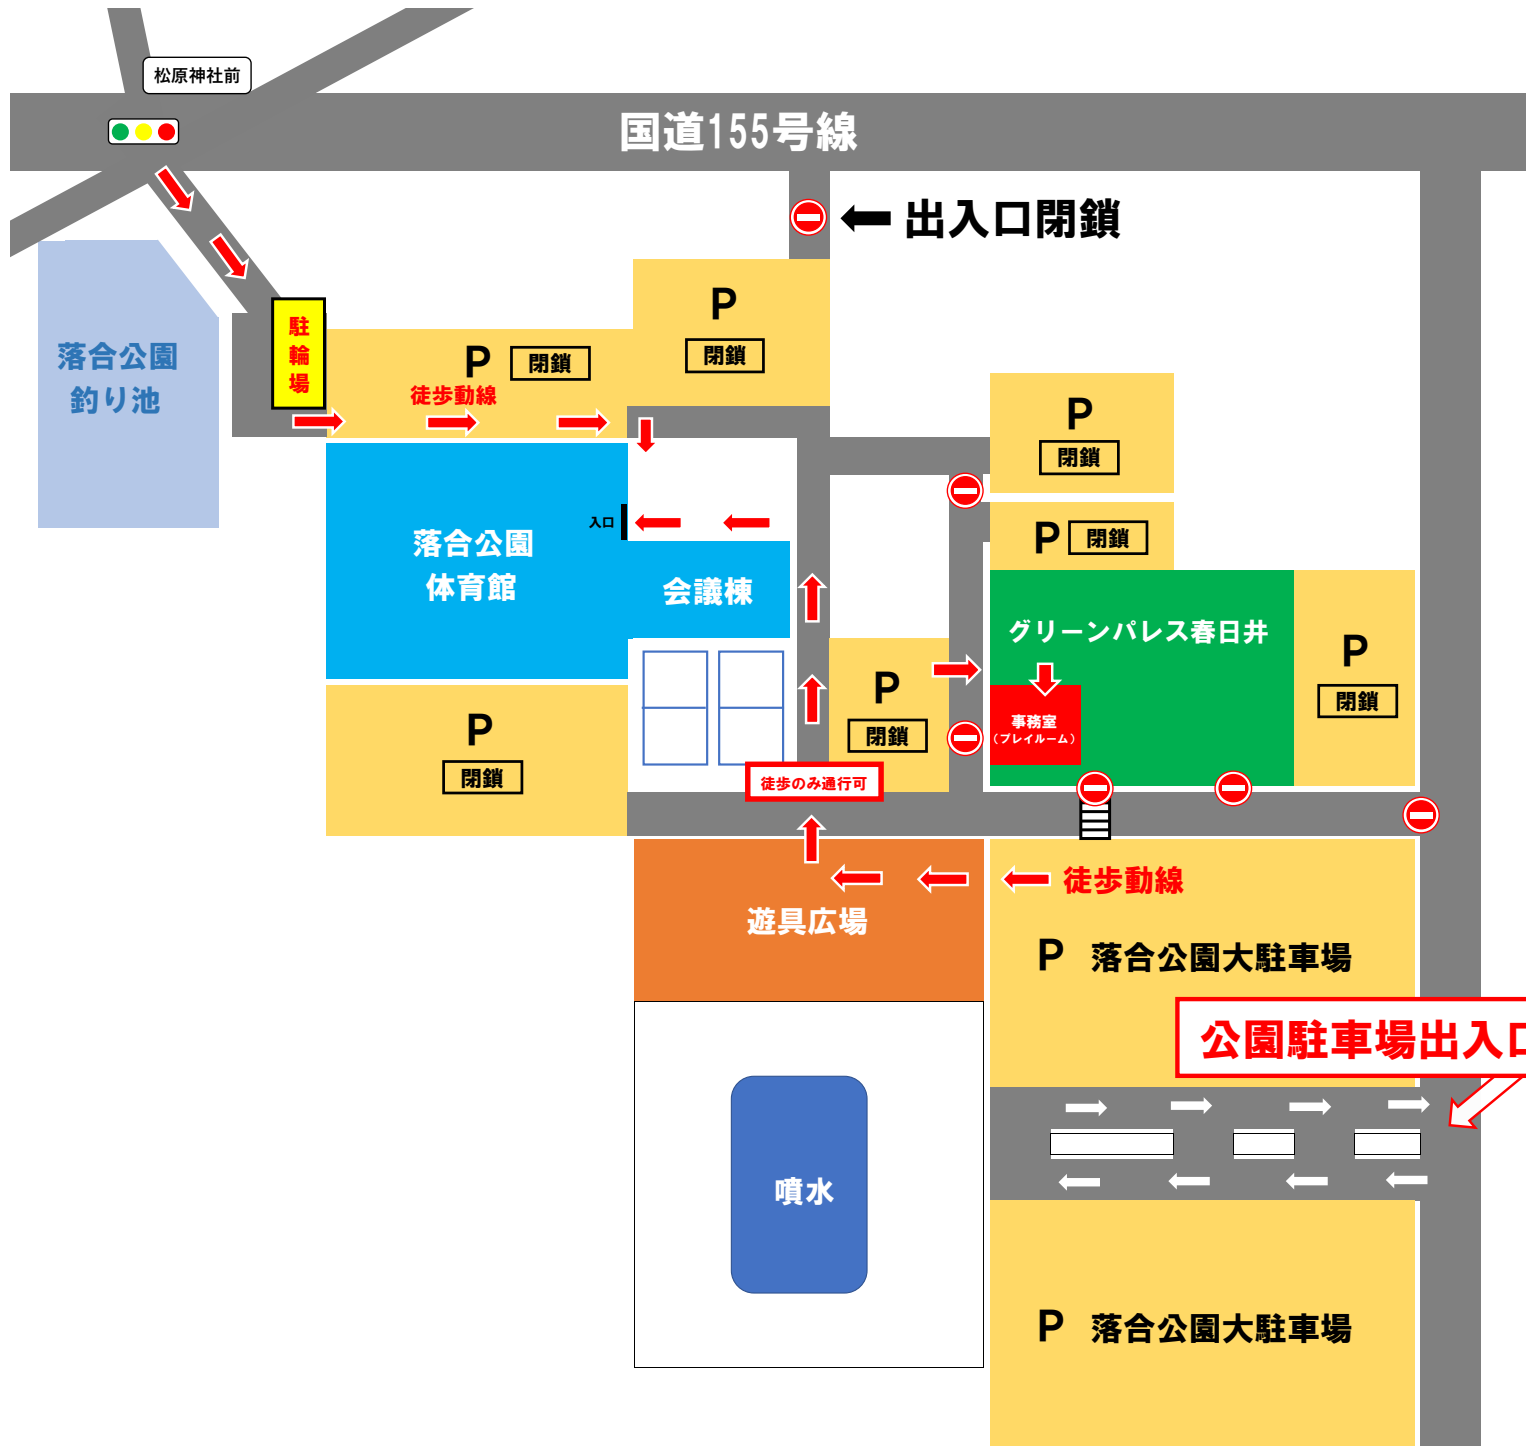 松原神社前
国道155号線
出入口閉鎖
P
閉鎖
駐輪場
P
閉鎖
徒歩動線
落合公園
釣り池
P
閉鎖
入口
落合公園
体育館
会議棟
P
閉鎖
グリーンパレス春日井
事務室
（プレイルーム）
P
閉鎖
P
閉鎖
P
閉鎖
徒歩のみ通行可
徒歩動線
遊具広場
P 落合公園大駐車場
公園駐車場出入口
噴水
P 落合公園大駐車場